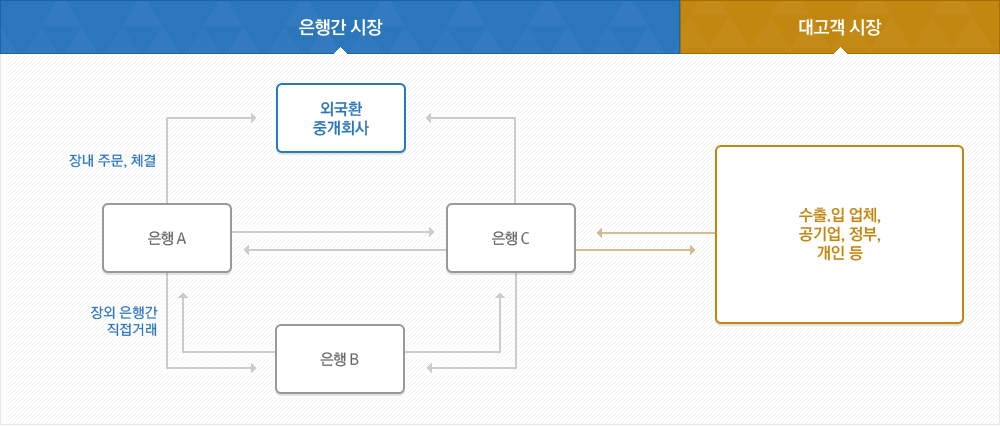 은행간 시장
대고객 시장
외국환
중개회사
장내 주문, 체결
은행 A
은행 C
수출.입 업체,
공기업, 정부,
개인 등
장외 은행간
직접거래
은행 B